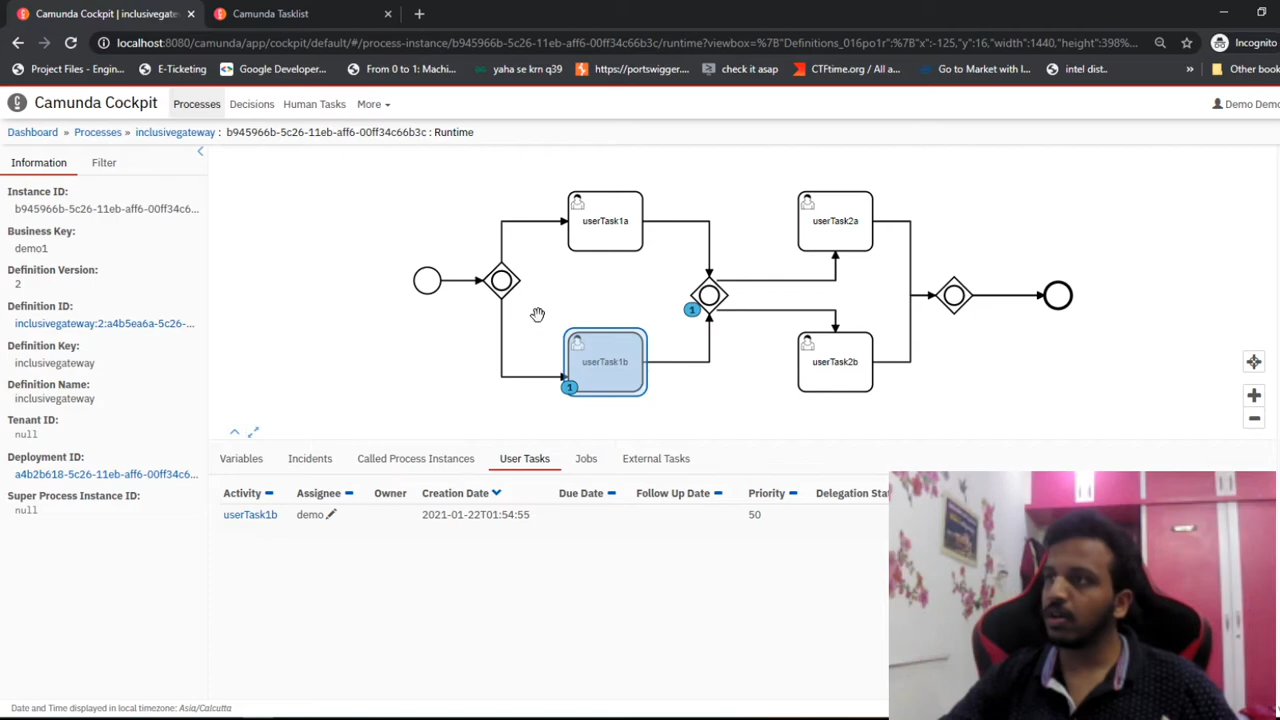 Camunda Cockpit | inclusivegatew
Camunda Tasklist
localhost:8080/camunda/app/cockpit/default/#/process-instance/b945966b-5c26-11eb-aff6-00ff34c66b3c/runtime?viewbox=%7B"Definitions_016po1r":%7B"x":-125,"y":16,"width":1440,"height":398%...
Incognito
Project Files - Engin...
E-Ticketing
Google Developer...
From 0 to 1: Machi...
yaha se krn q39
https://portswigger....
check it asap
CTFtime.org / All a...
Go to Market with I...
intel dist..
»
Other book
Camunda Cockpit
Processes
Decisions
Human Tasks
More
Demo Demo
Dashboard » Processes » inclusivegateway : b945966b-5c26-11eb-aff6-00ff34c66b3c : Runtime
Information
Filter
Instance ID:
b945966b-5c26-11eb-aff6-00ff34c6...
Business Key:
demo1
Definition Version:
2
Definition ID:
inclusivegateway:2:a4b5ea6a-5c26-...
Definition Key:
inclusivegateway
Definition Name:
inclusivegateway
Tenant ID:
null
Deployment ID:
a4b2b618-5c26-11eb-aff6-00ff34c6...
Super Process Instance ID:
null
userTask1a
userTask2a
1
userTask1b
1
userTask2b
Variables
Incidents
Called Process Instances
User Tasks
Jobs
External Tasks
Activity
Assignee
Owner
Creation Date
Due Date
Follow Up Date
Priority
Delegation Stat
userTask1b
demo
2021-01-22T01:54:55
50
Date and Time displayed in local timezone: Asia/Calcutta